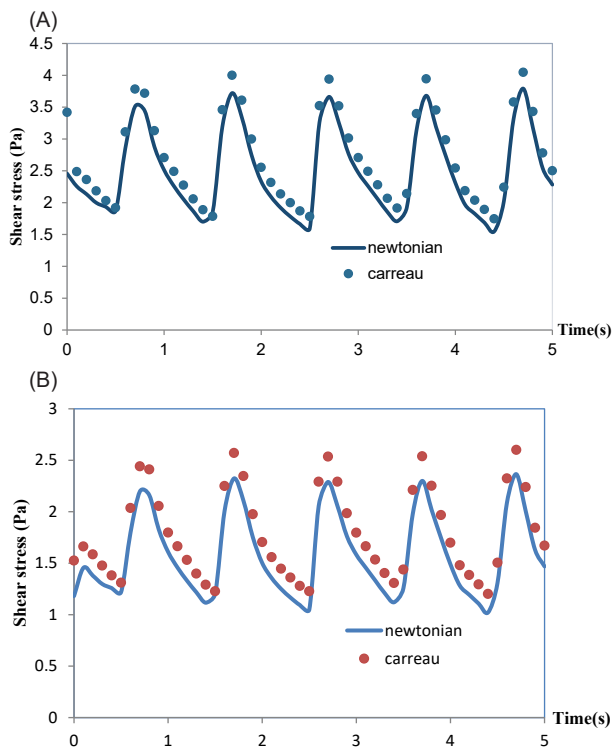 (A)
4.5
4
3.5
3
2.5
2
1.5
1
0.5
0
Shear stress (Pa)
newtonian
carreau
Time(s)
0 1 2 3 4 5
(B)
3
2.5
2
1.5
1
0.5
0
Shear stress (Pa)
newtonian
carreau
Time(s)
0 1 2 3 4 5